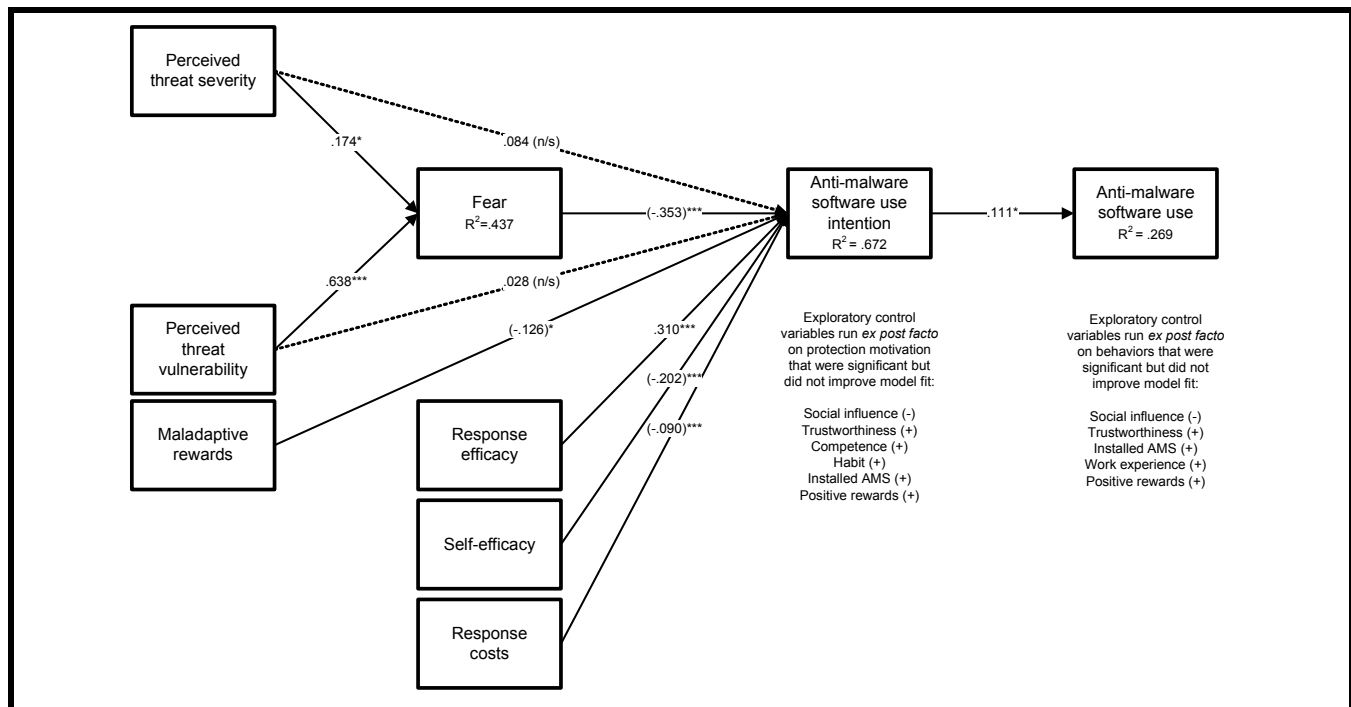 Perceived
threat severity
.174*
.084 (n/s)
Fear
R²=.437
(-.353)***
Anti-malware
software use
intention
R² = .672
.111*
Anti-malware
software use
R² = .269
.638***
.028 (n/s)
Perceived
threat
vulnerability
(-.126)*
Maladaptive
rewards
.310***
(-.202)***
(-.090)***
Response
efficacy
Self-efficacy
Response
costs
Exploratory control
variables run ex post facto
on protection motivation
that were significant but
did not improve model fit:
Social influence (-)
Trustworthiness (+)
Competence (+)
Habit (+)
Installed AMS (+)
Positive rewards (+)
Exploratory control
variables run ex post facto
on behaviors that were
significant but did not
improve model fit:
Social influence (-)
Trustworthiness (+)
Installed AMS (+)
Work experience (+)
Positive rewards (+)